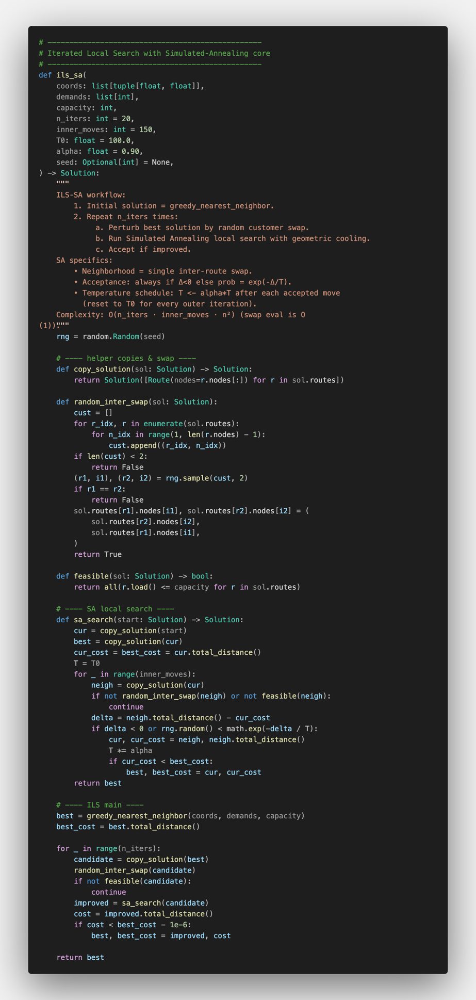 # -------------------------------------------------
# Iterated Local Search with Simulated-Annealing core
# -------------------------------------------------
def ils_sa(
    coords: list[tuple[float, float]],
    demands: list[int],
    capacity: int,
    n_iters: int = 20,
    inner_moves: int = 150,
    T0: float = 100.0,
    alpha: float = 0.90,
    seed: Optional[int] = None,
) -> Solution:
    """
    ILS-SA workflow:
        1. Initial solution = greedy_nearest_neighbor.
        2. Repeat n_iters times:
             a. Perturb best solution by random customer swap.
             b. Run Simulated Annealing local search with geometric cooling.
             c. Accept if improved.
    SA specifics:
        • Neighborhood = single inter-route swap.
        • Acceptance: always if Δ<0 else prob = exp(-Δ/T).
        • Temperature schedule: T <- alpha*T after each accepted move
          (reset to T0 for every outer iteration).
    Complexity: O(n_iters · inner_moves · n²) (swap eval is O
(1))."""
    rng = random.Random(seed)

    # ---- helper copies & swap ----
    def copy_solution(sol: Solution) -> Solution:
        return Solution([Route(nodes=r.nodes[:]) for r in sol.routes])

    def random_inter_swap(sol: Solution):
        cust = []
        for r_idx, r in enumerate(sol.routes):
            for n_idx in range(1, len(r.nodes) - 1):
                cust.append((r_idx, n_idx))
        if len(cust) < 2:
            return False
        (r1, i1), (r2, i2) = rng.sample(cust, 2)
        if r1 == r2:
            return False
        sol.routes[r1].nodes[i1], sol.routes[r2].nodes[i2] = (
            sol.routes[r2].nodes[i2],
            sol.routes[r1].nodes[i1],
        )
        return True

    def feasible(sol: Solution) -> bool:
        return all(r.load() <= capacity for r in sol.routes)

    # ---- SA local search ----
    def sa_search(start: Solution) -> Solution:
        cur = copy_solution(start)
        best = copy_solution(cur)
        cur_cost = best_cost = cur.total_distance()
        T = T0
        for _ in range(inner_moves):
            neigh = copy_solution(cur)
            if not random_inter_swap(neigh) or not feasible(neigh):
                continue
            delta = neigh.total_distance() - cur_cost
            if delta < 0 or rng.random() < math.exp(-delta / T):
                cur, cur_cost = neigh, neigh.total_distance()
                T *= alpha
                if cur_cost < best_cost:
                    best, best_cost = cur, cur_cost
        return best

    # ---- ILS main ----
    best = greedy_nearest_neighbor(coords, demands, capacity)
    best_cost = best.total_distance()

    for _ in range(n_iters):
        candidate = copy_solution(best)
        random_inter_swap(candidate)
        if not feasible(candidate):
            continue
        improved = sa_search(candidate)
        cost = improved.total_distance()
        if cost < best_cost - 1e-6:
            best, best_cost = improved, cost

    return best